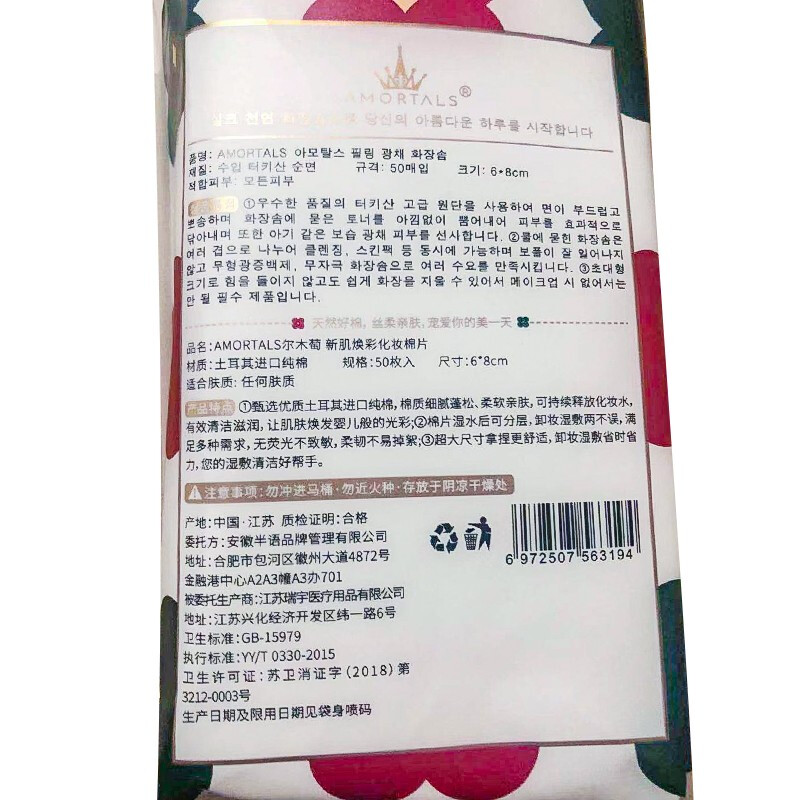 AMORTALS®
당신의 아름다운 하루를 시작합니다
품명: AMORTALS 아모탈스 필링 광채 화장솜
재질: 수입 터키산 순면 규격: 50매입 크기: 6*8cm
적합피부: 모든피부
①우수한 품질의 터키산 고급 원단을 사용하여 면이 부드럽고
뽀송하며 화장솜에 묻은 토너를 아낌없이 뿜어내어 피부를 효과적으로
닦아내며 또한 아기 같은 보습 광채 피부를 선사합니다. ②물에 묻힌 화장솜은
여러 겹으로 나누어 클렌징, 스킨팩 등 동시에 가능하며 보풀이 잘 일어나지
않고 무형광증백제, 무자극 화장솜으로 여러 수요를 만족시킵니다. ③초대형
크기로 힘을 들이지 않고도 쉽게 화장을 지울 수 있어서 메이크업 시 없어서는
안 될 필수 제품입니다.
天然好棉，丝柔亲肤，宠爱你的美一天
品名:AMORTALS尔木萄 新肌焕彩化妆棉片
材质:土耳其进口纯棉 规格:50枚入 尺寸:6*8cm
适合肤质: 任何肤质
产品特点 ①甄选优质土耳其进口纯棉,棉质细腻蓬松、柔软亲肤,可持续释放化妆水,
有效清洁滋润,让肌肤焕发婴儿般的光彩;②棉片湿水后可分层,卸妆湿敷两不误,满
足多种需求,无荧光不致敏,柔韧不易掉絮;③超大尺寸拿捏更舒适,卸妆湿敷省时省
力,您的湿敷清洁好帮手。
注意事项:勿冲进马桶·勿近火种·存放于阴凉干燥处
产地:中国·江苏 质检证明:合格
委托方:安徽半语品牌管理有限公司
地址:合肥市包河区徽州大道4872号
金融港中心A2A3幢A3办701
被委托生产商:江苏瑞宇医疗用品有限公司
地址:江苏兴化经济开发区纬一路6号
卫生标准:GB-15979
执行标准:YY/T 0330-2015
卫生许可证:苏卫消证字(2018)第
3212-0003号
生产日期及限用日期见袋身喷码
6 972507 563194